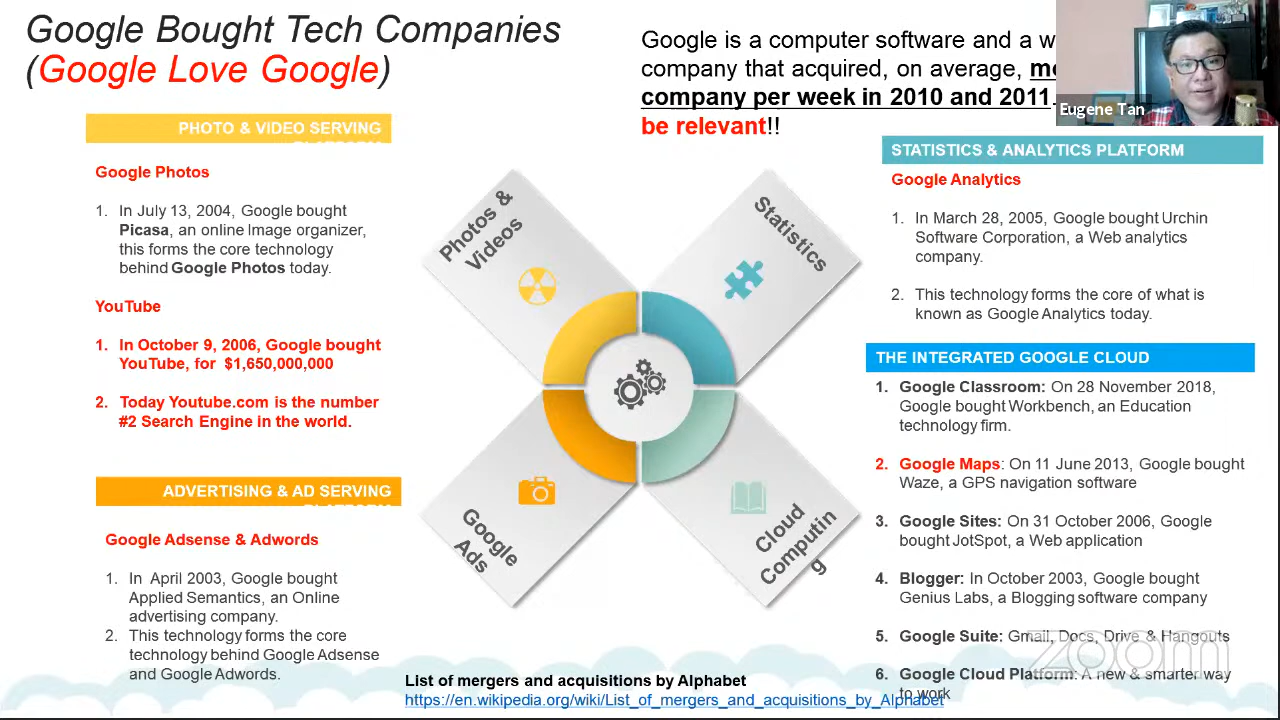 Google Bought Tech Companies
(Google Love Google)
Google is a computer software and a w
company that acquired, on average,
company per week in 2010 and 2011
be relevant!!
Eugene Tan
PHOTO & VIDEO SERVING
Google Photos
1. In July 13, 2004, Google bought
Picasa, an online Image organizer,
this forms the core technology
behind Google Photos today.
YouTube
1. In October 9, 2006, Google bought
YouTube, for $1,650,000,000
2. Today Youtube.com is the number
#2 Search Engine in the world.
ADVERTISING & AD SERVING
Google Adsense & Adwords
1. In April 2003, Google bought
Applied Semantics, an Online
advertising company.
2. This technology forms the core
technology behind Google Adsense
and Google Adwords.
Photos &
Videos
Statistics
Google
Ads
Cloud
Computin
g
STATISTICS & ANALYTICS PLATFORM
Google Analytics
1. In March 28, 2005, Google bought Urchin
Software Corporation, a Web analytics
company.
2. This technology forms the core of what is
known as Google Analytics today.
THE INTEGRATED GOOGLE CLOUD
1. Google Classroom: On 28 November 2018,
Google bought Workbench, an Education
technology firm.
2. Google Maps: On 11 June 2013, Google bought
Waze, a GPS navigation software
3. Google Sites: On 31 October 2006, Google
bought JotSpot, a Web application
4. Blogger: In October 2003, Google bought
Genius Labs, a Blogging software company
5. Google Suite: Gmail, Docs, Drive & Hangouts
6. Google Cloud Platform: A new & smarter way
to work
zoom
List of mergers and acquisitions by Alphabet
https://en.wikipedia.org/wiki/List_of_mergers_and_acquisitions_by_Alphabet